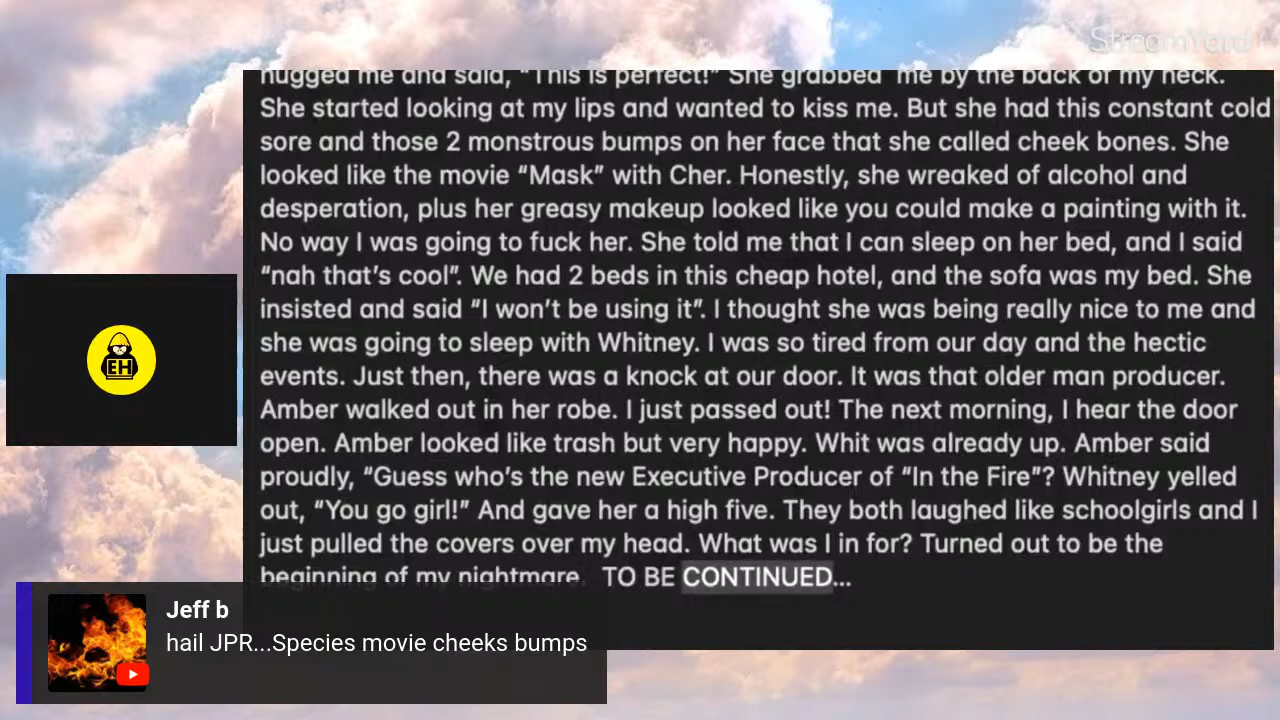 StreamYard
hugged me and said, “This is perfect!” She grabbed me by the back of my neck.
She started looking at my lips and wanted to kiss me. But she had this constant cold
sore and those 2 monstrous bumps on her face that she called cheek bones. She
looked like the movie “Mask” with Cher. Honestly, she wreaked of alcohol and
desperation, plus her greasy makeup looked like you could make a painting with it.
No way I was going to fuck her. She told me that I can sleep on her bed, and I said
“nah that’s cool”. We had 2 beds in this cheap hotel, and the sofa was my bed. She
insisted and said “I won’t be using it”. I thought she was being really nice to me and
she was going to sleep with Whitney. I was so tired from our day and the hectic
events. Just then, there was a knock at our door. It was that older man producer.
Amber walked out in her robe. I just passed out! The next morning, I hear the door
open. Amber looked like trash but very happy. Whit was already up. Amber said
proudly, “Guess who’s the new Executive Producer of “In the Fire”? Whitney yelled
out, “You go girl!” And gave her a high five. They both laughed like schoolgirls and I
just pulled the covers over my head. What was I in for? Turned out to be the
beginning of my nightmare. TO BE CONTINUED...
EH
Jeff b
hail JPR...Species movie cheeks bumps